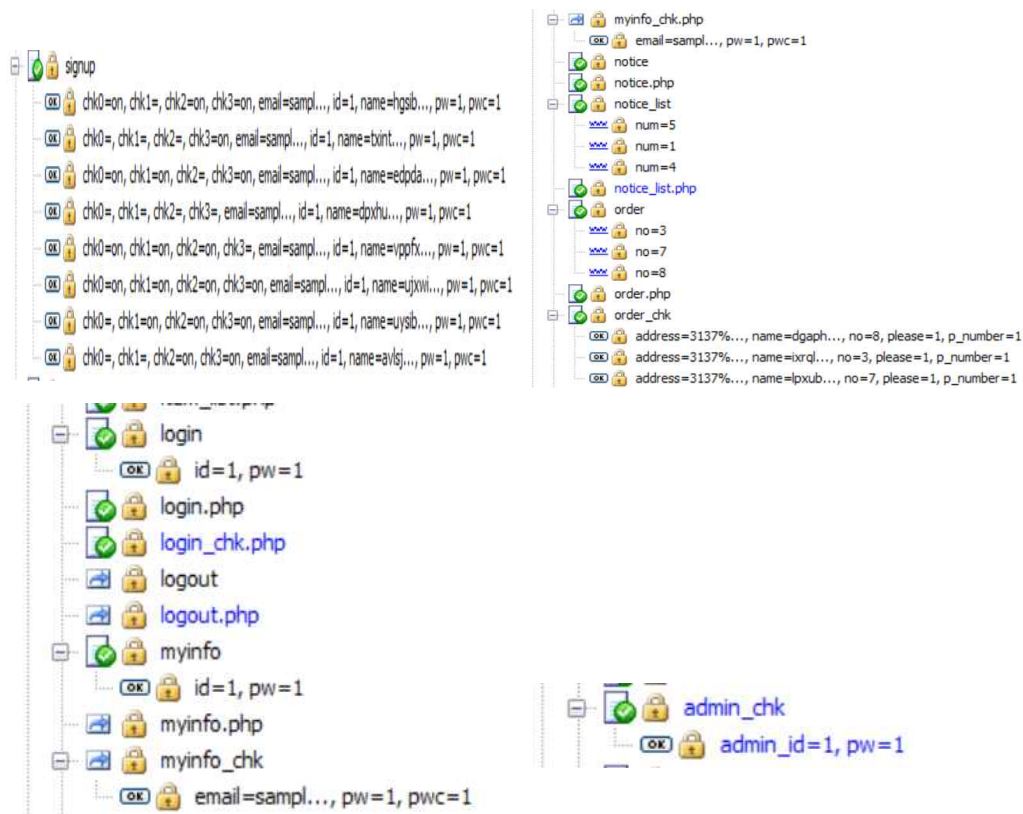 signup
chk0=on, chk1=, chk2=on, chk3=on, email=sampl..., id=1, name=hgsib..., pw=1, pwc=1
chk0=, chk1=, chk2=, chk3=on, email=sampl..., id=1, name=txint..., pw=1, pwc=1
chk0=on, chk1=on, chk2=, chk3=on, email=sampl..., id=1, name=edpda..., pw=1, pwc=1
chk0=, chk1=, chk2=, chk3=, email=sampl..., id=1, name=dpxhu..., pw=1, pwc=1
chk0=on, chk1=on, chk2=on, chk3=, email=sampl..., id=1, name=vppfx..., pw=1, pwc=1
chk0=on, chk1=on, chk2=on, chk3=on, email=sampl..., id=1, name=ujxwi..., pw=1, pwc=1
chk0=, chk1=on, chk2=on, chk3=on, email=sampl..., id=1, name=uysib..., pw=1, pwc=1
chk0=, chk1=, chk2=on, chk3=on, email=sampl..., id=1, name=avlsj..., pw=1, pwc=1
myinfo_chk.php
OK email=sampl..., pw=1, pwc=1
notice
notice.php
notice_list
num=5
num=1
num=4
notice_list.php
order
no=3
no=7
no=8
order.php
order_chk
OK address=3137%..., name=dgaph..., no=8, please=1, p_number=1
OK address=3137%..., name=ixrql..., no=3, please=1, p_number=1
OK address=3137%..., name=lpxub..., no=7, please=1, p_number=1
login
OK id=1, pw=1
login.php
login_chk.php
logout
logout.php
myinfo
OK id=1, pw=1
myinfo.php
myinfo_chk
OK email=sampl..., pw=1, pwc=1
admin_chk
OK admin_id=1, pw=1